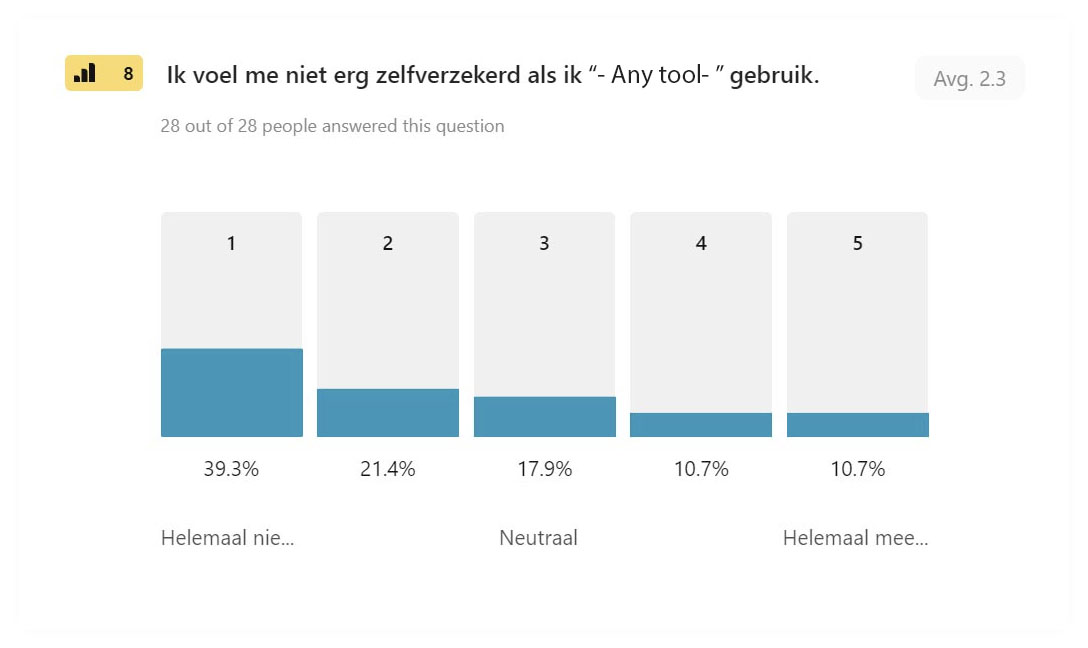 8 Ik voel me niet erg zelfverzekerd als ik “- Any tool- ” gebruik. Avg. 2.3
28 out of 28 people answered this question
1 2 3 4 5
39.3% 21.4% 17.9% 10.7% 10.7%
Helemaal nie... Neutraal Helemaal mee...